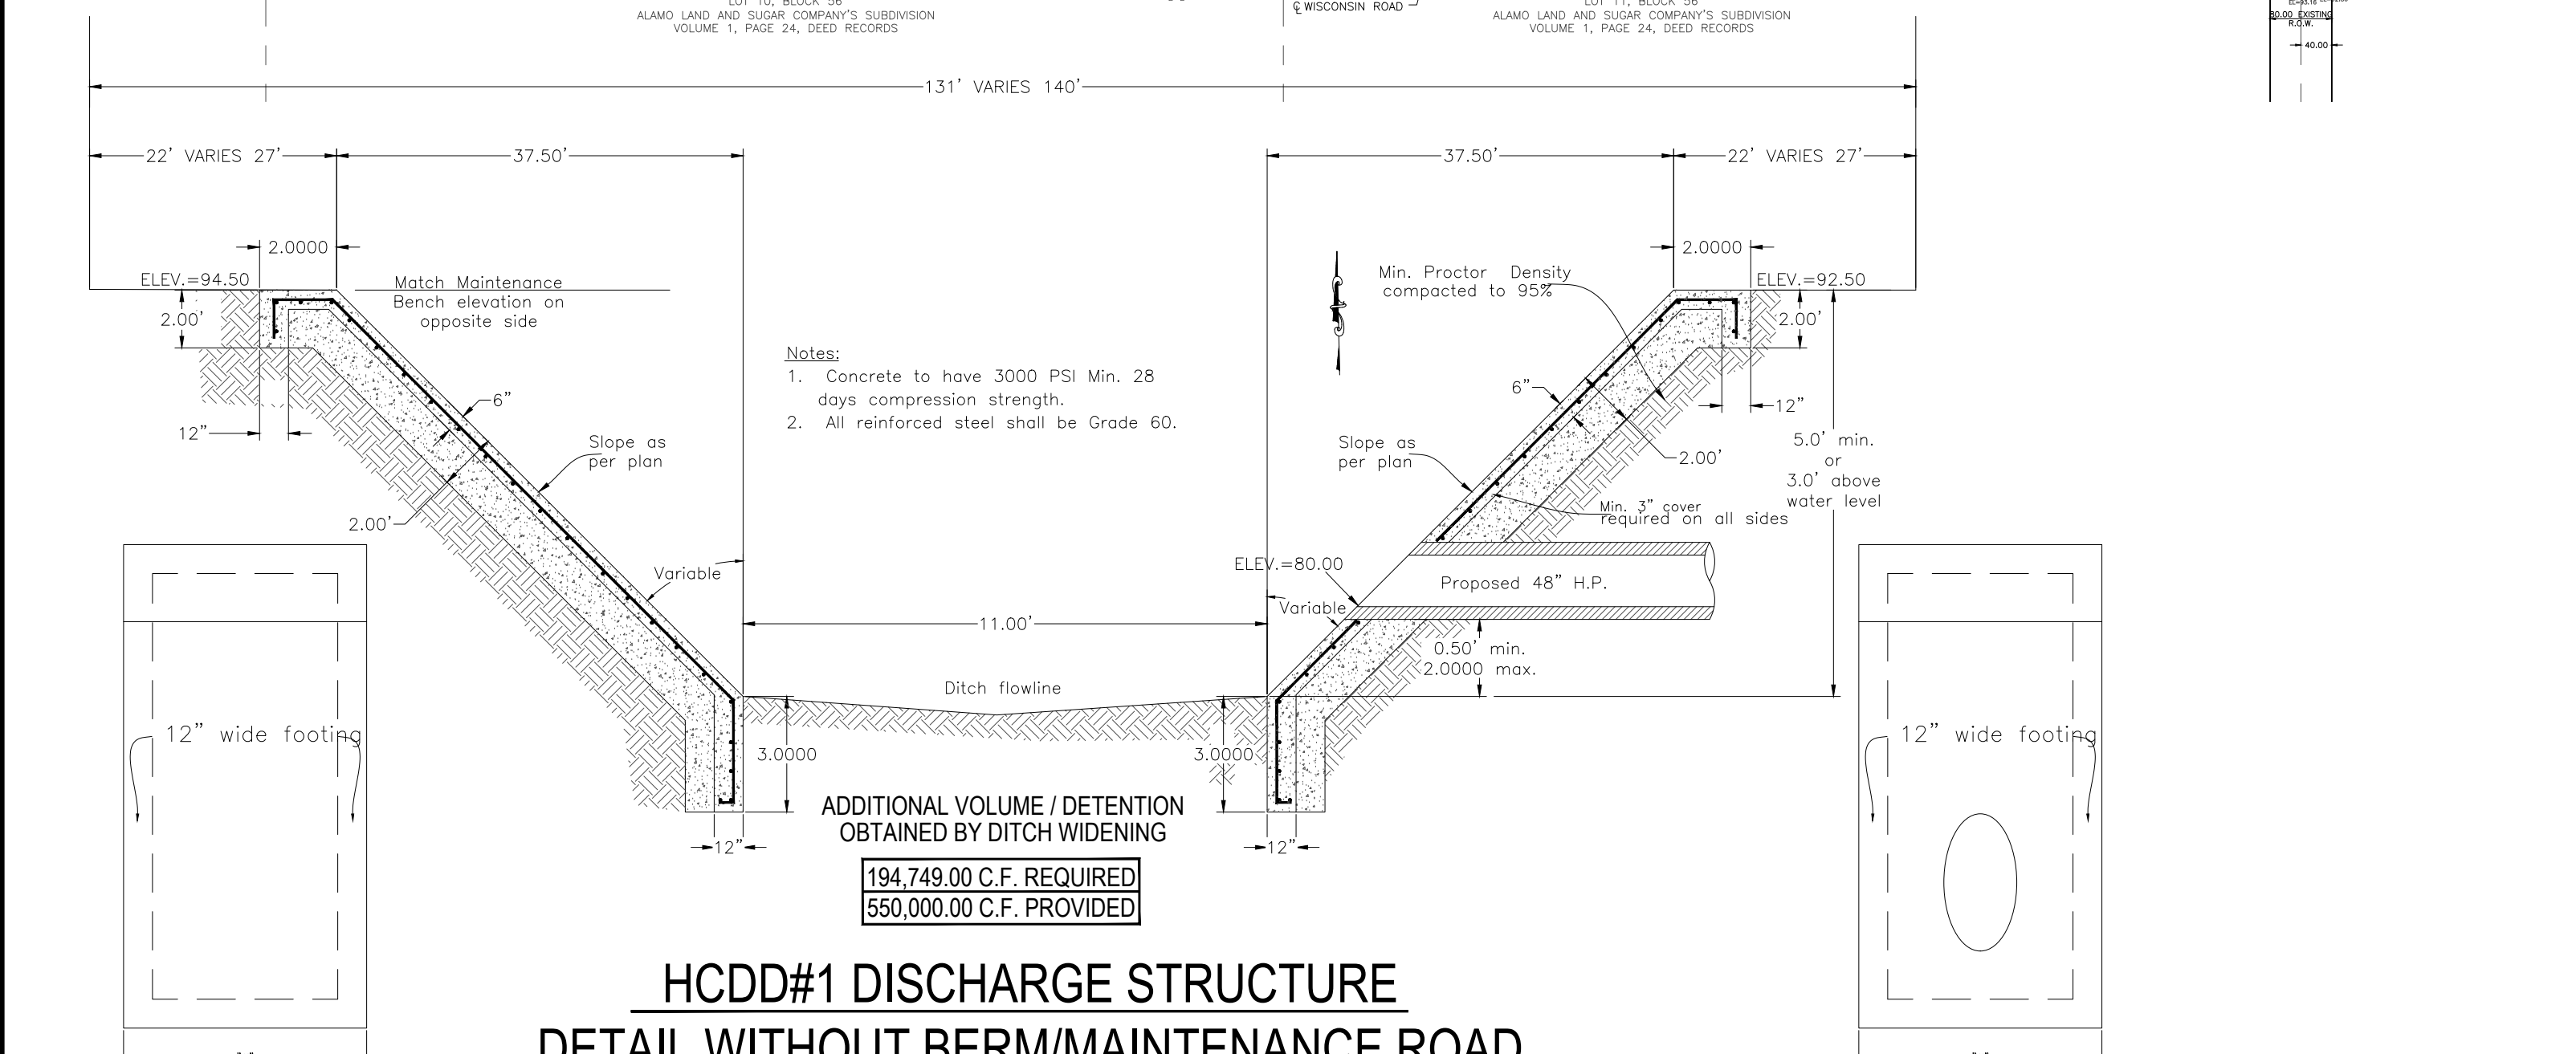 LOT 10, BLOCK 56
ALAMO LAND AND SUGAR COMPANY'S SUBDIVISION
VOLUME 1, PAGE 24, DEED RECORDS
℄ WISCONSIN ROAD
LOT 11, BLOCK 56
ALAMO LAND AND SUGAR COMPANY'S SUBDIVISION
VOLUME 1, PAGE 24, DEED RECORDS
80.00 EXISTING
R.O.W.
40.00
131' VARIES 140'
22' VARIES 27'
37.50'
37.50'
22' VARIES 27'
2.0000
2.0000
ELEV.=94.50
Match Maintenance
Bench elevation on
opposite side
Min. Proctor Density
compacted to 95%
ELEV.=92.50
2.00'
2.00'
Notes:
1. Concrete to have 3000 PSI Min. 28
days compression strength.
2. All reinforced steel shall be Grade 60.
6"
6"
12"
12"
Slope as
per plan
Slope as
per plan
2.00'
5.0' min.
or
3.0' above
water level
2.00'
Min. 3" cover
required on all sides
Variable
ELEV.=80.00
Proposed 48" H.P.
Variable
11.00'
0.50' min.
2.0000 max.
Ditch flowline
12" wide footing
12" wide footing
3.0000
3.0000
12"
12"
ADDITIONAL VOLUME / DETENTION
OBTAINED BY DITCH WIDENING
194,749.00 C.F. REQUIRED
550,000.00 C.F. PROVIDED
HCDD#1 DISCHARGE STRUCTURE
DETAIL WITHOUT BERM/MAINTENANCE ROAD